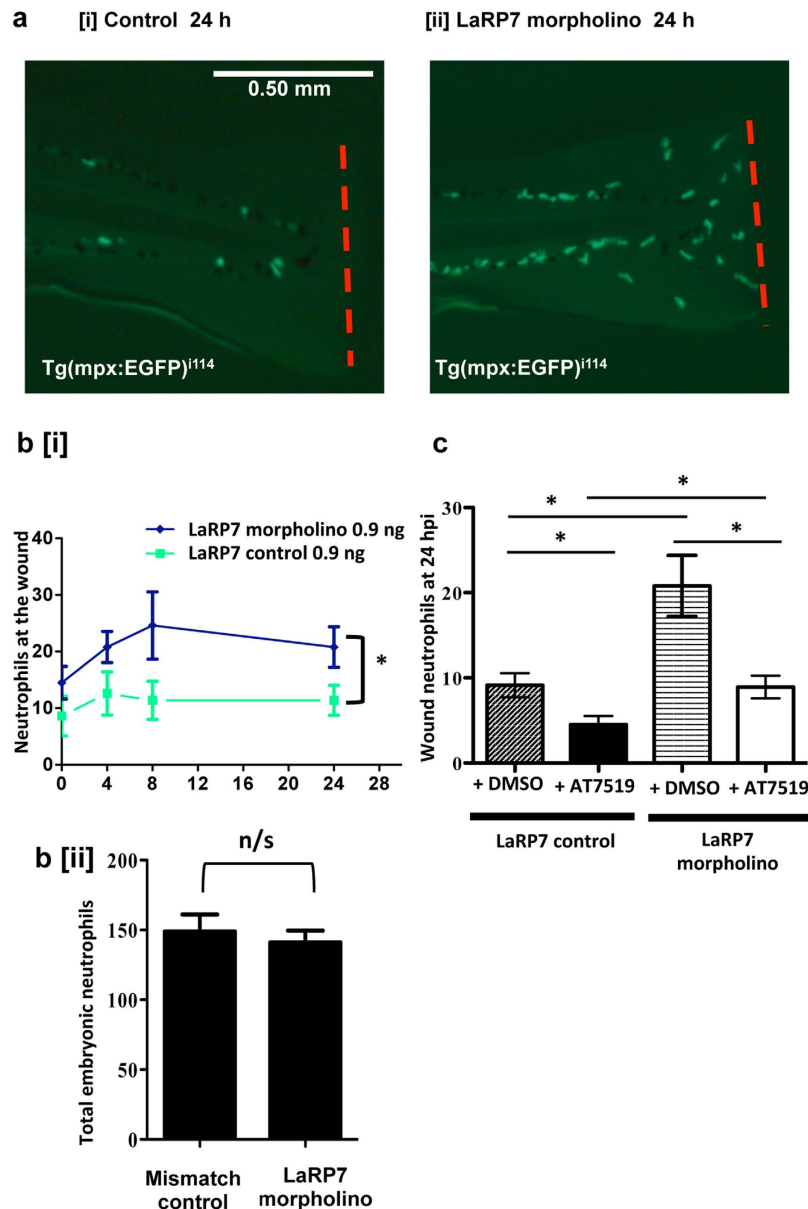 a [i] Control 24 h [ii] LaRP7 morpholino 24 h
0.50 mm
Tg(mpx:EGFP)i114 Tg(mpx:EGFP)i114
b [i]
LaRP7 morpholino 0.9 ng
LaRP7 control 0.9 ng
Neutrophils at the wound
40
30
20
10
0
*
0 4 8 12 16 20 24 28
b [ii]
n/s
Total embryonic neutrophils
200
150
100
50
0
Mismatch control
LaRP7 morpholino
c
*
*
*
*
Wound neutrophils at 24 hpi
30
20
10
0
+ DMSO + AT7519 + DMSO + AT7519
LaRP7 control
LaRP7
morpholino